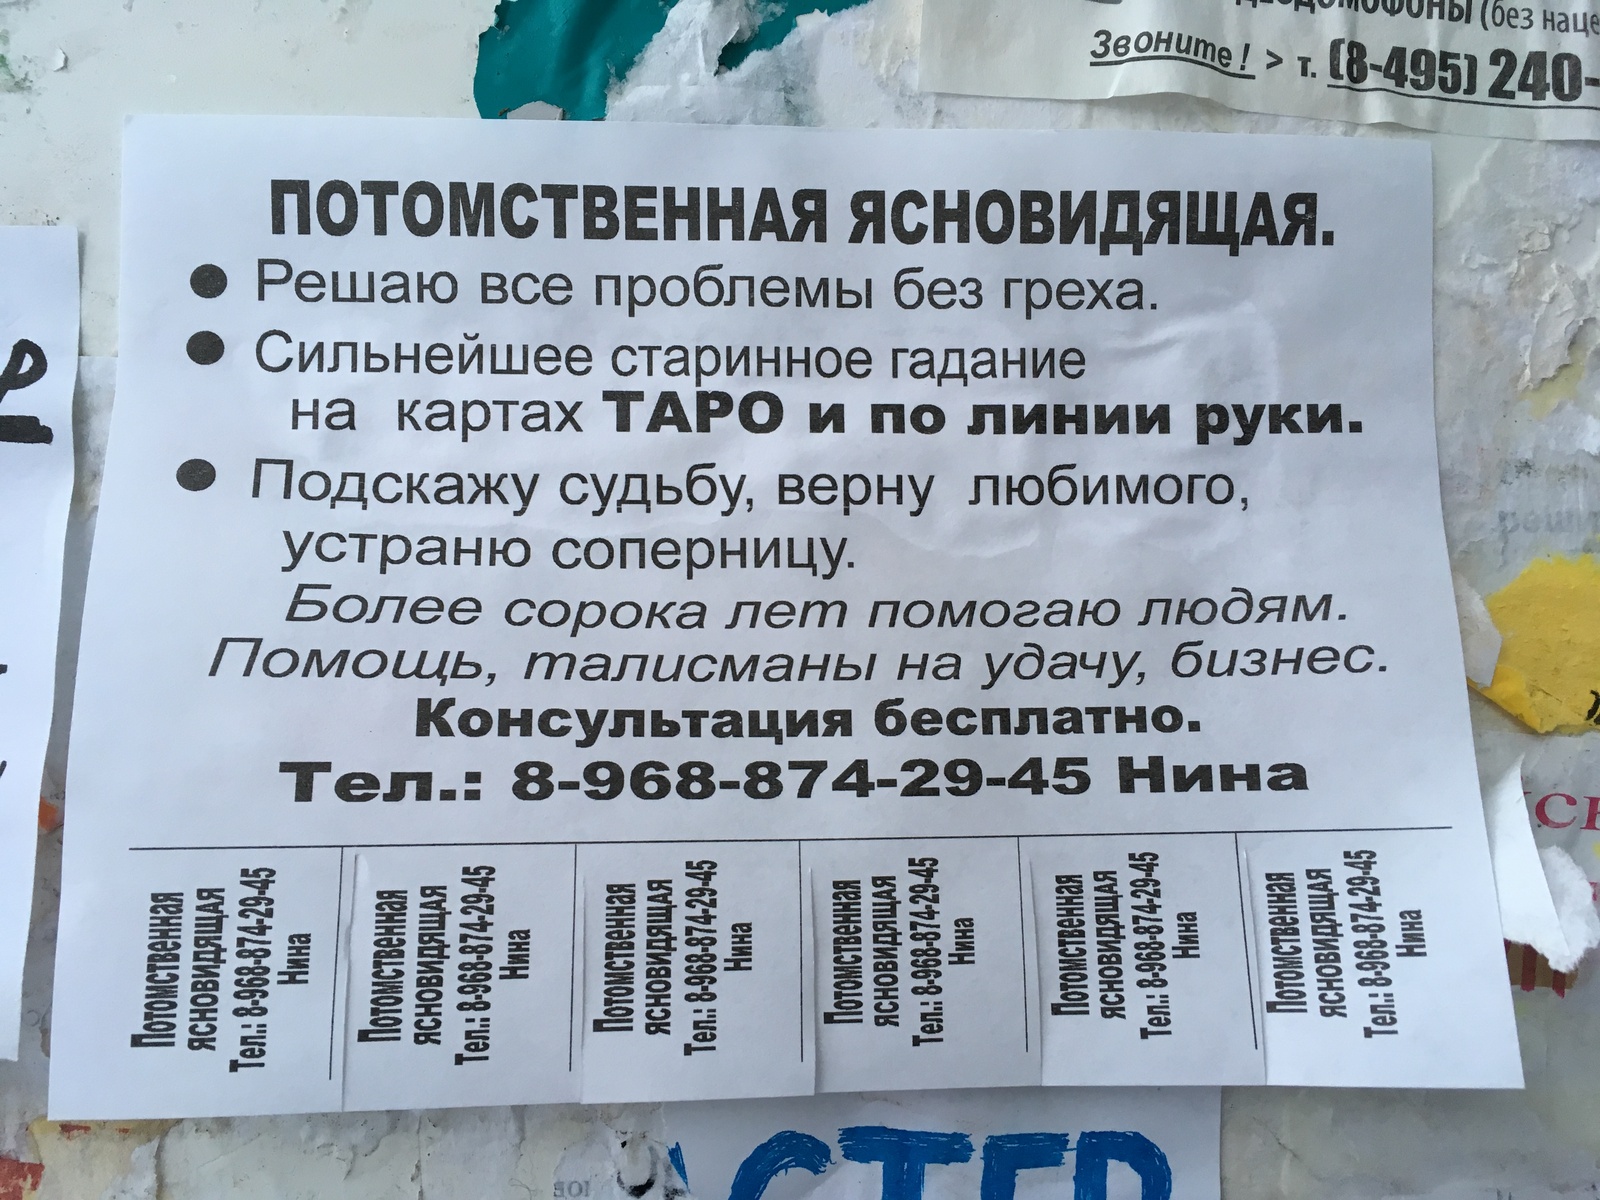 (без наце
Звоните! > т. (8-495) 240-
ПОТОМСТВЕННАЯ ЯСНОВИДЯЩАЯ.
● Решаю все проблемы без греха.
● Сильнейшее старинное гадание
на картах ТАРО и по линии руки.
● Подскажу судьбу, верну любимого,
устраню соперницу.
Более сорока лет помогаю людям.
Помощь, талисманы на удачу, бизнес.
Консультация бесплатно.
Тел.: 8-968-874-29-45 Нина
Потомственная
ясновидящая
Тел.: 8-968-874-29-45
Нина
Потомственная
ясновидящая
Тел.: 8-968-874-29-45
Нина
Потомственная
ясновидящая
Тел.: 8-968-874-29-45
Нина
Потомственная
ясновидящая
Тел.: 8-968-874-29-45
Нина
Потомственная
ясновидящая
Тел.: 8-968-874-29-45
Нина
Потомственная
ясновидящая
Тел.: 8-968-874-29-45
Нина
АСТЕР